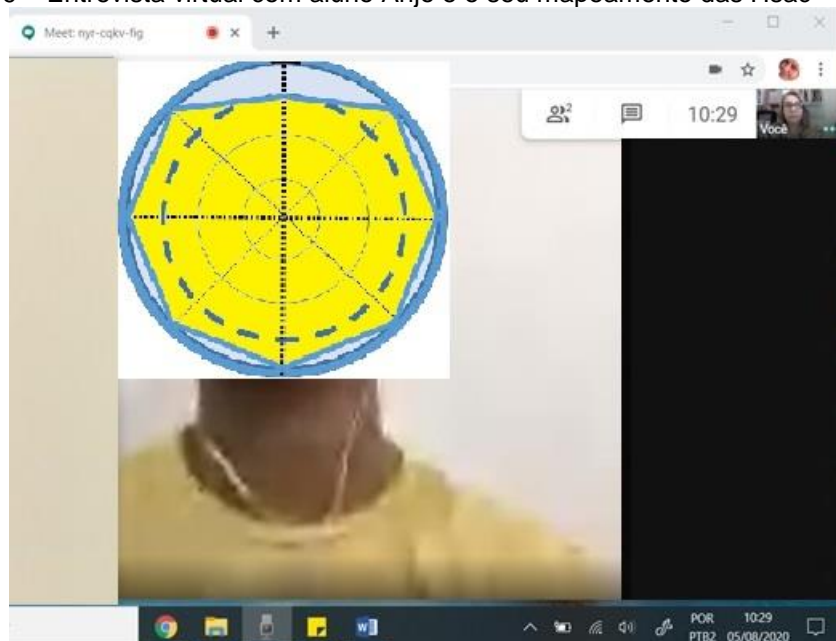 Entrevista virtual com aluno Anjo e o seu mapeamento das
Meet: nyr-cqkv-fig
2
10:29
Você
POR
PTB2
10:29
05/08/2020